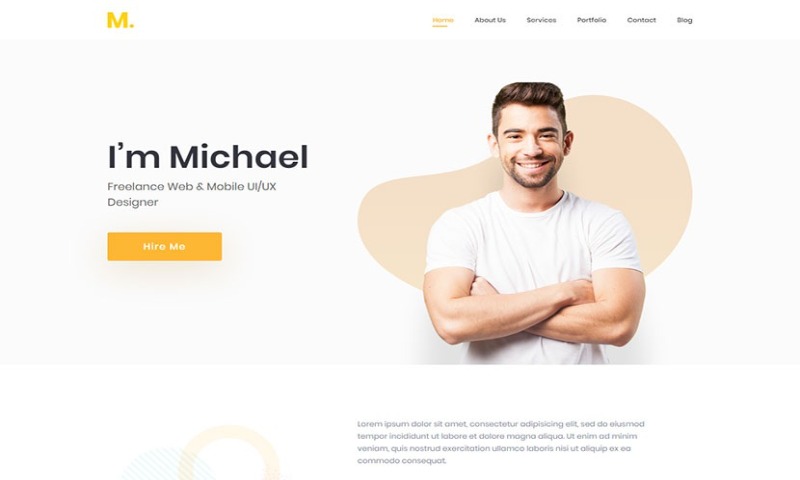 M.
Home About Us Services Portfolio Contact Blog
I'm Michael
Freelance Web & Mobile UI/UX
Designer
Hire Me
Lorem ipsum dolor sit amet, consectetur adipisicing elit, sed do eiusmod
tempor incididunt ut labore et dolore magna aliqua. Ut enim ad minim
veniam, quis nostrud exercitation ullamco laboris nisi ut aliquip ex ea
commodo consequat.